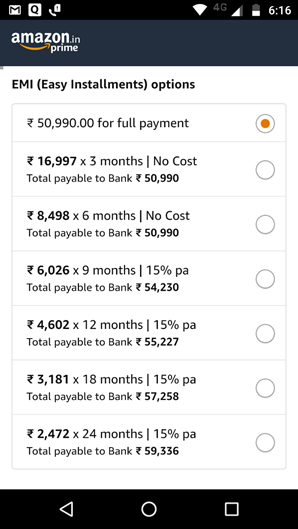 4G 6:16
amazon.in
prime
EMI (Easy Installments) options
₹ 50,990.00 for full payment
₹ 16,997 x 3 months | No Cost
Total payable to Bank ₹ 50,990
₹ 8,498 x 6 months | No Cost
Total payable to Bank ₹ 50,990
₹ 6,026 x 9 months | 15% pa
Total payable to Bank ₹ 54,230
₹ 4,602 x 12 months | 15% pa
Total payable to Bank ₹ 55,227
₹ 3,181 x 18 months | 15% pa
Total payable to Bank ₹ 57,258
₹ 2,472 x 24 months | 15% pa
Total payable to Bank ₹ 59,336